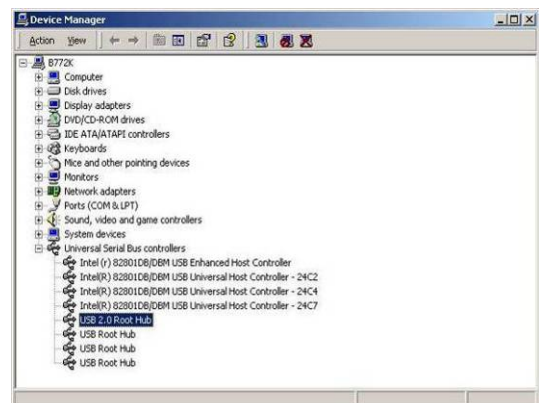 Device Manager
Action View
B772K
Computer
Disk drives
Display adapters
DVD/CD-ROM drives
IDE ATA/ATAPI controllers
Keyboards
Mice and other pointing devices
Monitors
Network adapters
Ports (COM & LPT)
Sound, video and game controllers
System devices
Universal Serial Bus controllers
Intel (r) 82801DB/DBM USB Enhanced Host Controller
Intel(R) 82801DB/DBM USB Universal Host Controller - 24C2
Intel(R) 82801DB/DBM USB Universal Host Controller - 24C4
Intel(R) 82801DB/DBM USB Universal Host Controller - 24C7
USB 2.0 Root Hub
USB Root Hub
USB Root Hub
USB Root Hub